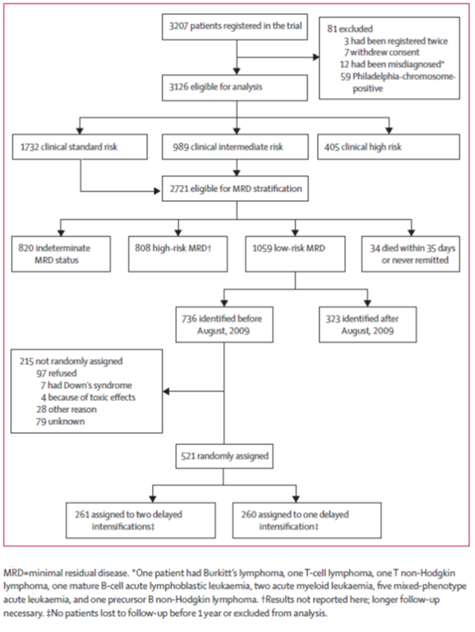 3207 patients registered in the trial
81 excluded
3 had been registered twice
7 withdrew consent
12 had been misdiagnosed*
59 Philadelphia-chromosome-
positive
3126 eligible for analysis
1732 clinical standard risk
989 clinical intermediate risk
405 clinical high risk
2721 eligible for MRD stratification
820 indeterminate
MRD status
808 high-risk MRD†
1059 low-risk MRD
34 died within 35 days
or never remitted
736 identified before
August, 2009
323 identified after
August, 2009
215 not randomly assigned
97 refused
7 had Down's syndrome
4 because of toxic effects
28 other reason
79 unknown
521 randomly assigned
261 assigned to two delayed
intensifications‡
260 assigned to one delayed
intensification‡
MRD=minimal residual disease. *One patient had Burkitt's lymphoma, one T-cell lymphoma, one T non-Hodgkin
lymphoma, one mature B-cell acute lymphoblastic leukaemia, two acute myeloid leukaemia, five mixed-phenotype
acute leukaemia, and one precursor B non-Hodgkin lymphoma. †Results not reported here; longer follow-up
necessary. ‡No patients lost to follow-up before 1 year or excluded from analysis.